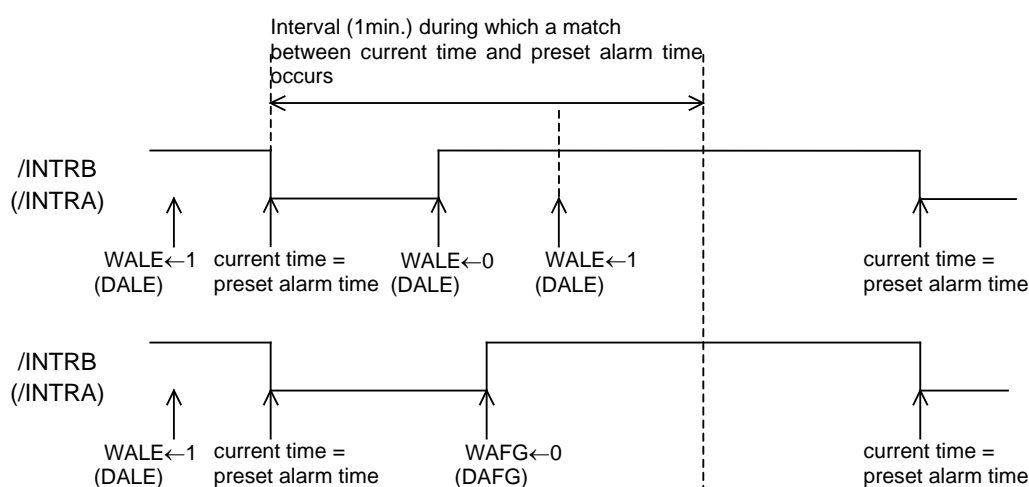 Interval (1min.) during which a match
between current time and preset alarm time
occurs
/INTRB
(/INTRA)
WALE←1
(DALE)
current time =
preset alarm time
WALE←0
(DALE)
WALE←1
(DALE)
current time =
preset alarm time
/INTRB
(/INTRA)
WALE←1
(DALE)
current time =
preset alarm time
WAFG←0
(DAFG)
current time =
preset alarm time